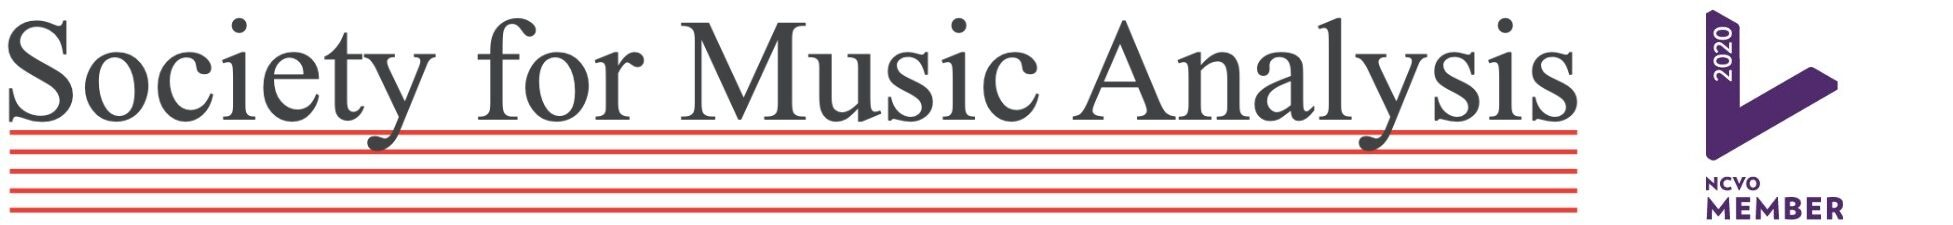 Society for Music Analysis
2020
NCVO
MEMBER